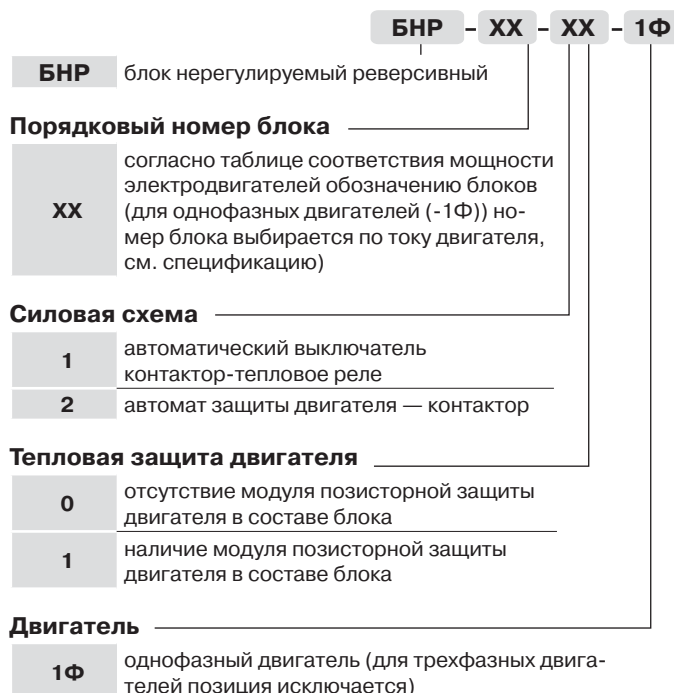 БНР – ХХ – ХХ – 1Ф
БНР блок нерегулируемый реверсивный
Порядковый номер блока
ХХ
согласно таблице соответствия мощности
электродвигателей обозначению блоков
(для однофазных двигателей (-1Ф)) но-
мер блока выбирается по току двигателя,
см. спецификацию)
Силовая схема
1
автоматический выключатель
контактор-тепловое реле
2 автомат защиты двигателя — контактор
Тепловая защита двигателя
0
отсутствие модуля позисторной защиты
двигателя в составе блока
1
наличие модуля позисторной защиты
двигателя в составе блока
Двигатель
1Ф
однофазный двигатель (для трехфазных двига-
телей позиция исключается)